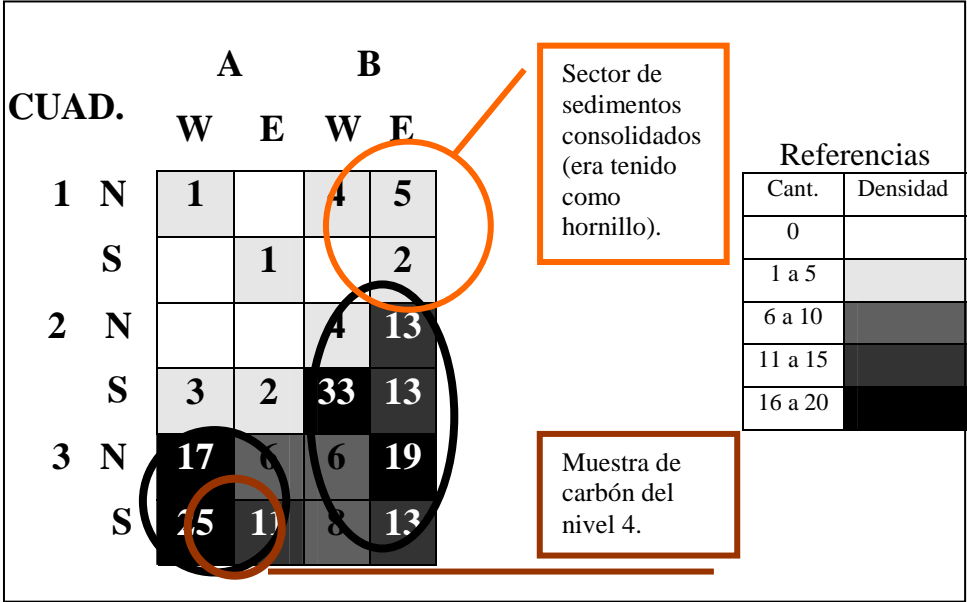 A B
CUAD.
W E W E
1 N 1 4 5
S 1 2
2 N 4 13
S 3 2 33 13
3 N 17 6 6 19
S 25 11 8 13
Sector de
sedimentos
consolidados
(era tenido
como
hornillo).
Muestra de
carbón del
nivel 4.
Referencias
Cant. Densidad
0
1 a 5
6 a 10
11 a 15
16 a 20